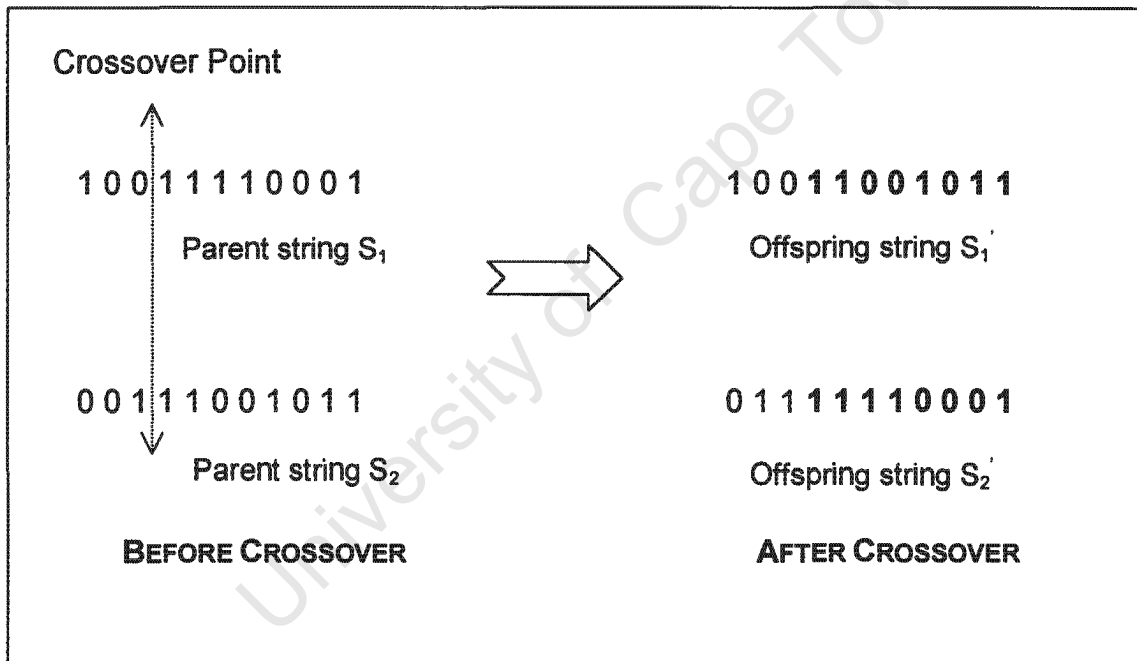 Crossover Point
1 0 0 1 1 1 1 0 0 0 1
1 0 0 1 1 0 0 1 0 1 1
Parent string S₁
Offspring string S₁'
0 0 1 1 1 0 0 1 0 1 1
0 1 1 1 1 1 1 0 0 0 1
Parent string S₂
Offspring string S₂'
BEFORE CROSSOVER
AFTER CROSSOVER
University of Cape Tow